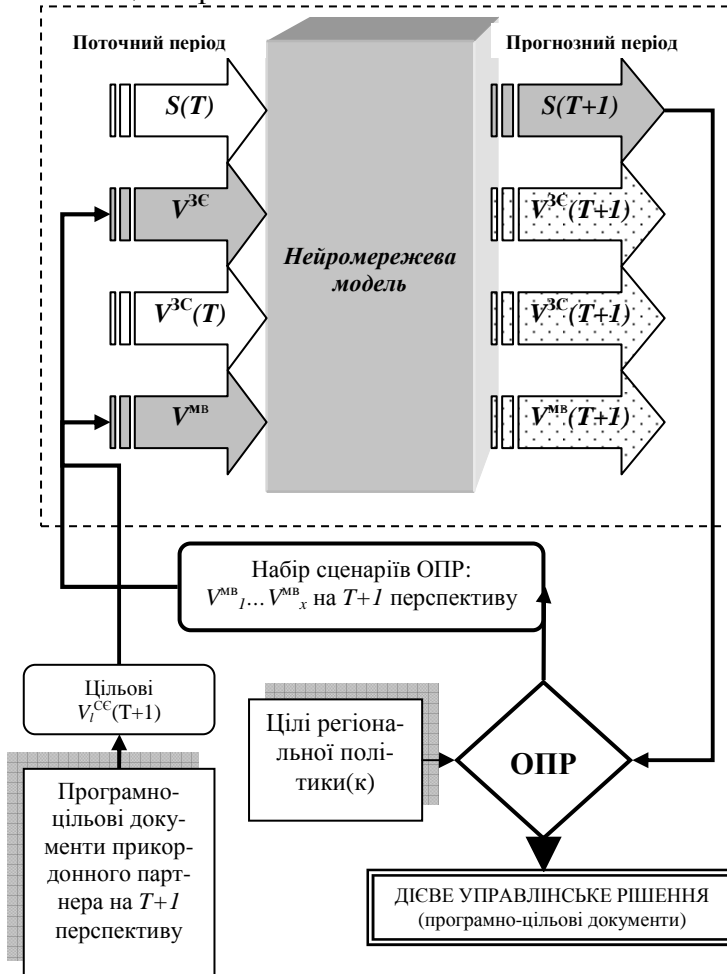 Поточний період
Прогнозний період
S(T)
S(T+1)
V^ЗЄ
V^ЗЄ(T+1)
Нейромережева
модель
V^ЗС(T)
V^ЗС(T+1)
V^мв
V^мв(T+1)
Набір сценаріїв ОПР:
V^мв_1…V^мв_x на T+1 перспективу
Цільові
V_l^СЄ(T+1)
Цілі регіона-
льної полі-
тики(к)
ОПР
Програмно-
цільові доку-
менти прикор-
донного парт-
нера на T+1
перспективу
ДІЄВЕ УПРАВЛІНСЬКЕ РІШЕННЯ
(програмно-цільові документи)